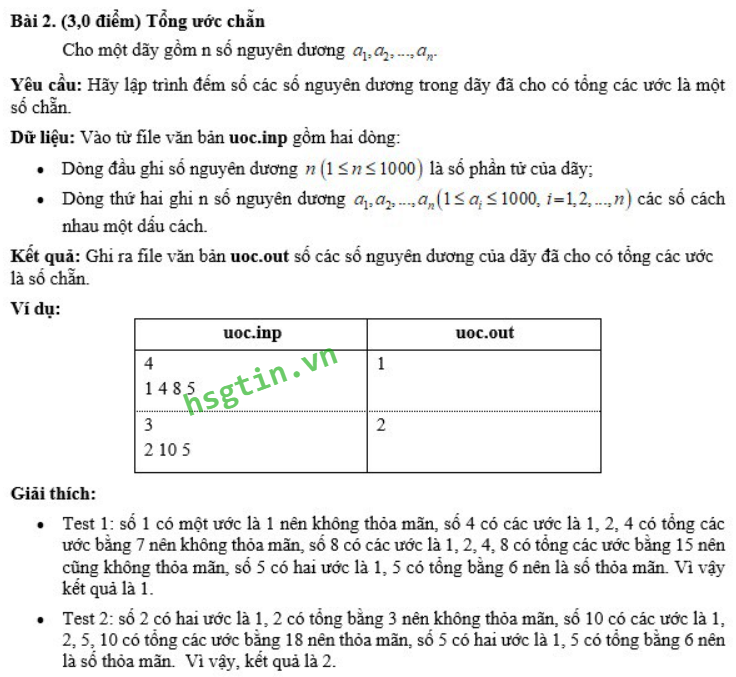 Bài 2. (3,0 điểm) Tổng ước chẵn
Cho một dãy gồm n số nguyên dương a₁,a₂,...,aₙ.
Yêu cầu: Hãy lập trình đếm số các số nguyên dương trong dãy đã cho có tổng các ước là một
số chẵn.
Dữ liệu: Vào từ file văn bản uoc.inp gồm hai dòng:
• Dòng đầu ghi số nguyên dương n (1≤n≤1000) là số phần tử của dãy;
• Dòng thứ hai ghi n số nguyên dương a₁,a₂,...,aₙ(1≤ aᵢ ≤1000, i=1,2,...,n) các số cách
nhau một dấu cách.
Kết quả: Ghi ra file văn bản uoc.out số các số nguyên dương của dãy đã cho có tổng các ước
là số chẵn.
Ví dụ:
uoc.inp uoc.out
4 1
1 4 8 5
hsgtin.vn
3 2
2 10 5
Giải thích:
• Test 1: số 1 có một ước là 1 nên không thỏa mãn, số 4 có các ước là 1, 2, 4 có tổng các
ước bằng 7 nên không thỏa mãn, số 8 có các ước là 1, 2, 4, 8 có tổng các ước bằng 15 nên
cũng không thỏa mãn, số 5 có hai ước là 1, 5 có tổng bằng 6 nên là số thỏa mãn. Vì vậy
kết quả là 1.
• Test 2: số 2 có hai ước là 1, 2 có tổng bằng 3 nên không thỏa mãn, số 10 có các ước là 1,
2, 5, 10 có tổng các ước bằng 18 nên thỏa mãn, số 5 có hai ước là 1, 5 có tổng bằng 6 nên
là số thỏa mãn. Vì vậy, kết quả là 2.